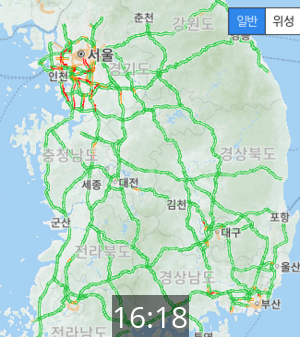 춘천
강원도
일반
위성
서울
인천
경기도
충청남도
경상북도
세종
대전
김천
군산
포항
대구
전라북도
울산
경상남도
부산
16:18
전라남도